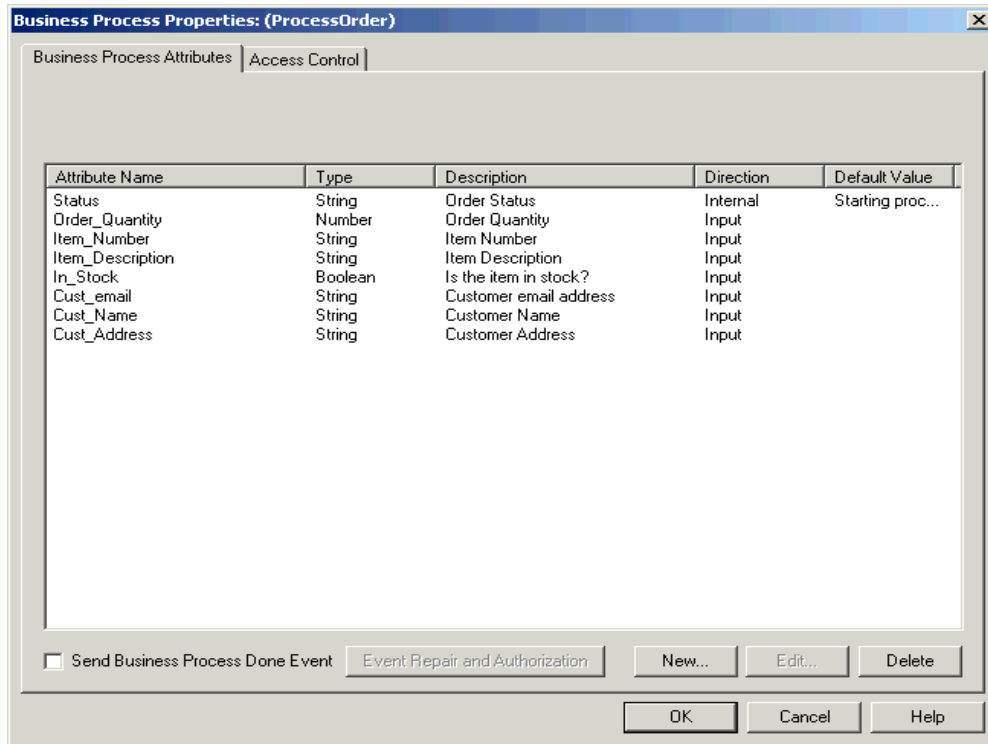 Business Process Properties: (ProcessOrder)
Business Process Attributes Access Control
Attribute Name Type Description Direction Default Value
Status String Order Status Internal Starting proc...
Order_Quantity Number Order Quantity Input
Item_Number String Item Number Input
Item_Description String Item Description Input
In_Stock Boolean Is the item in stock? Input
Cust_email String Customer email address Input
Cust_Name String Customer Name Input
Cust_Address String Customer Address Input
Send Business Process Done Event Event Repair and Authorization New... Edit... Delete
OK Cancel Help